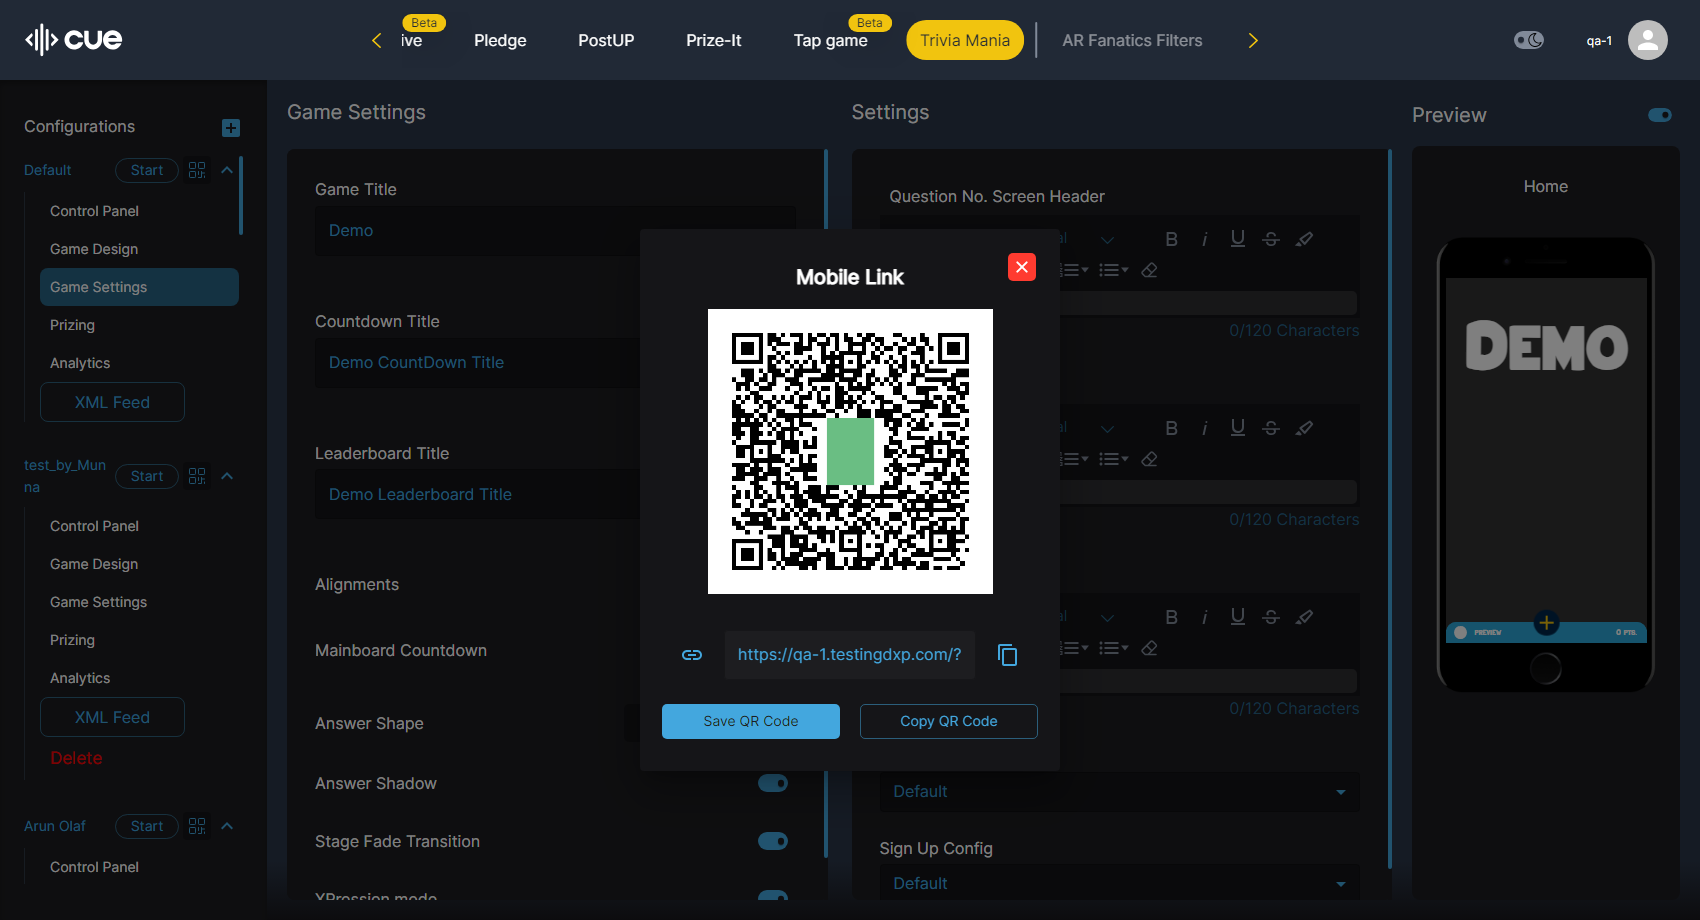 cue
Beta
ive
Pledge
PostUP
Prize-It
Tap game
Beta
Trivia Mania
AR Fanatics Filters
qa-1
Configurations
Default
Start
Control Panel
Game Design
Game Settings
Prizing
Analytics
XML Feed
test_by_Mun
na
Start
Control Panel
Game Design
Game Settings
Prizing
Analytics
XML Feed
Delete
Arun Olaf
Start
Control Panel
Game Settings
Game Title
Demo
Countdown Title
Demo CountDown Title
Leaderboard Title
Demo Leaderboard Title
Alignments
Mainboard Countdown
Answer Shape
Answer Shadow
Stage Fade Transition
XPression mode
Mobile Link
https://qa-1.testingdxp.com/?
Save QR Code
Copy QR Code
Settings
Question No. Screen Header
al
B i U S
0/120 Characters
al
B i U S
0/120 Characters
al
B i U S
0/120 Characters
Default
Sign Up Config
Default
Preview
Home
DEMO
PREVIEW
0 PTS.